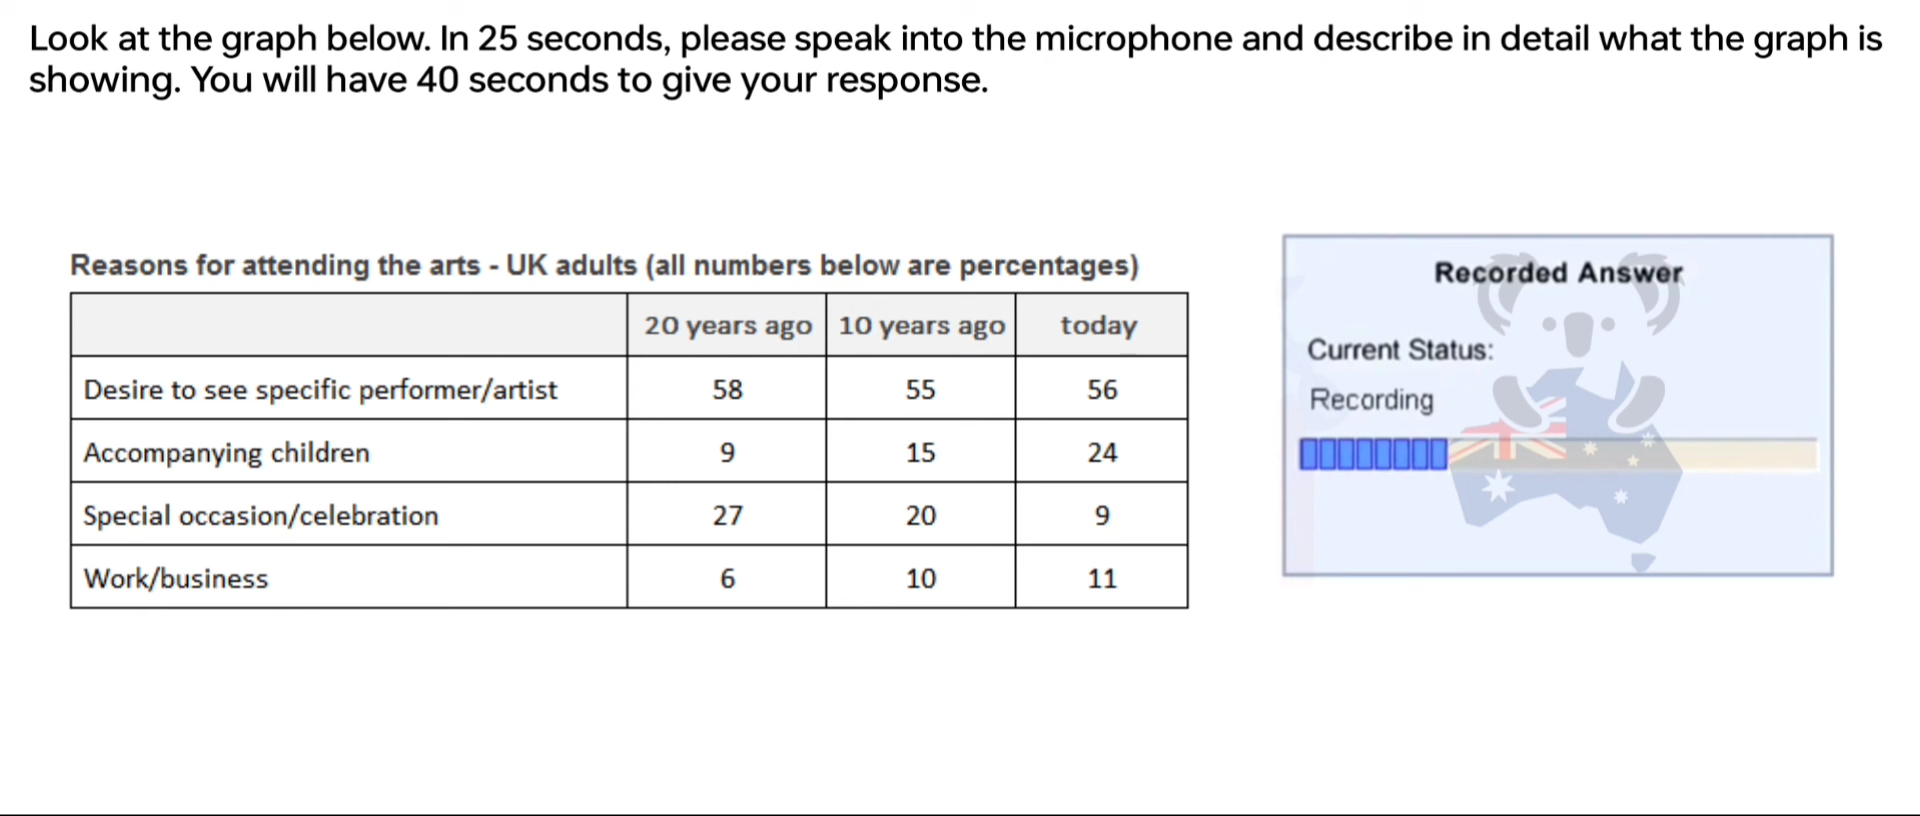 Look at the graph below. In 25 seconds, please speak into the microphone and describe in detail what the graph is
showing. You will have 40 seconds to give your response.
Reasons for attending the arts - UK adults (all numbers below are percentages)
20 years ago 10 years ago today
Desire to see specific performer/artist 58 55 56
Accompanying children 9 15 24
Special occasion/celebration 27 20 9
Work/business 6 10 11
Recorded Answer
Current Status:
Recording